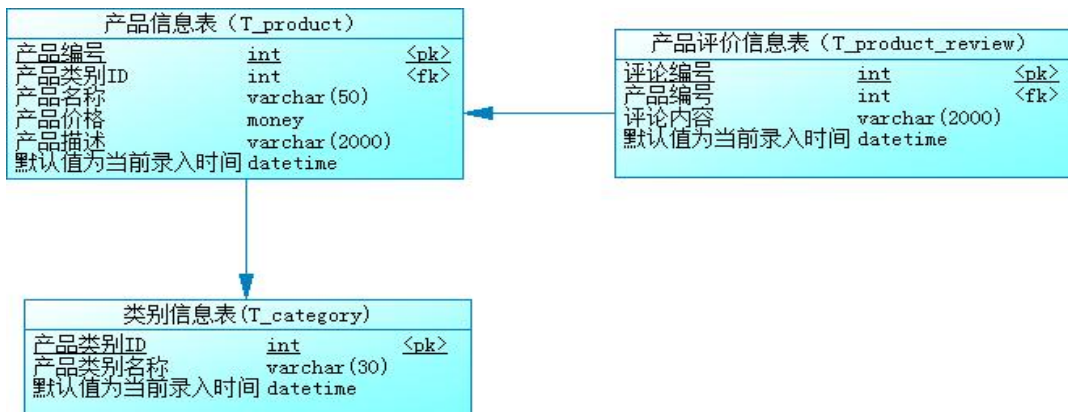 产品信息表（T_product）
产品编号 int <pk>
产品类别ID int <fk>
产品名称 varchar(50)
产品价格 money
产品描述 varchar(2000)
默认值为当前录入时间 datetime
产品评价信息表（T_product_review）
评论编号 int <pk>
产品编号 int <fk>
评论内容 varchar(2000)
默认值为当前录入时间 datetime
类别信息表(T_category)
产品类别ID int <pk>
产品类别名称 varchar(30)
默认值为当前录入时间 datetime